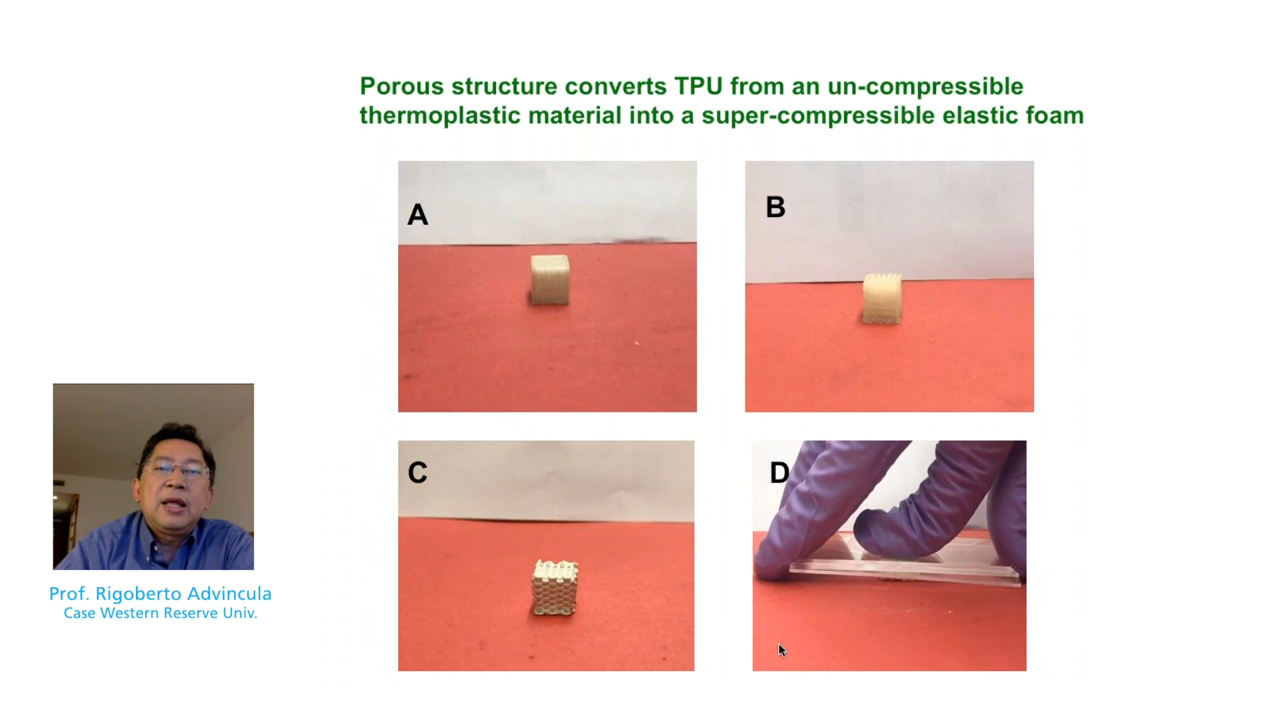 Porous structure converts TPU from an un-compressible
thermoplastic material into a super-compressible elastic foam
A
B
C
D
Prof. Rigoberto Advincula
Case Western Reserve Univ.